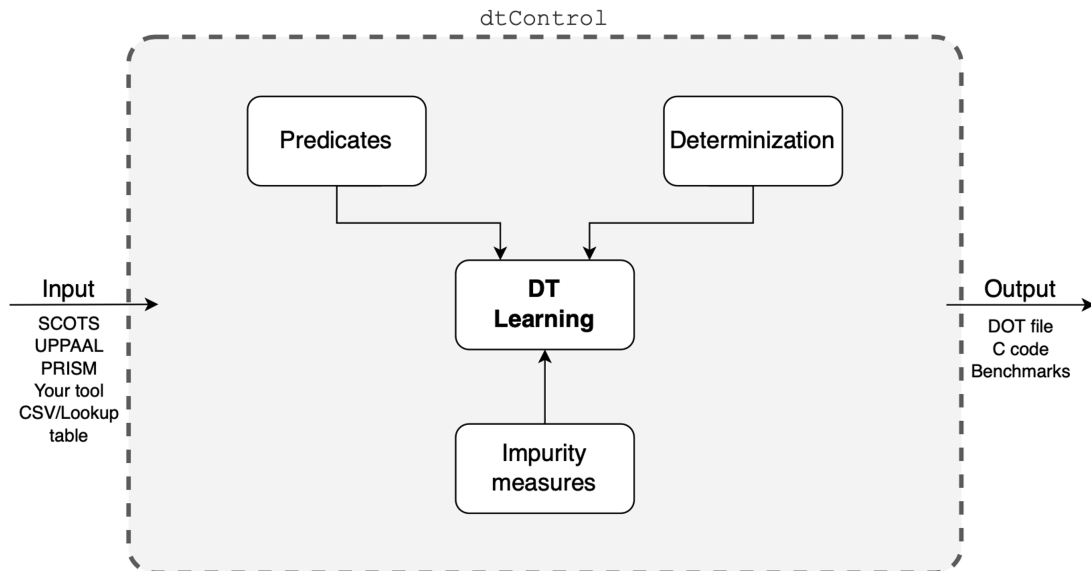 dtControl
Predicates
Determinization
Input
SCOTS
UPPAAL
PRISM
Your tool
CSV/Lookup
table
DT
Learning
Output
DOT file
C code
Benchmarks
Impurity
measures